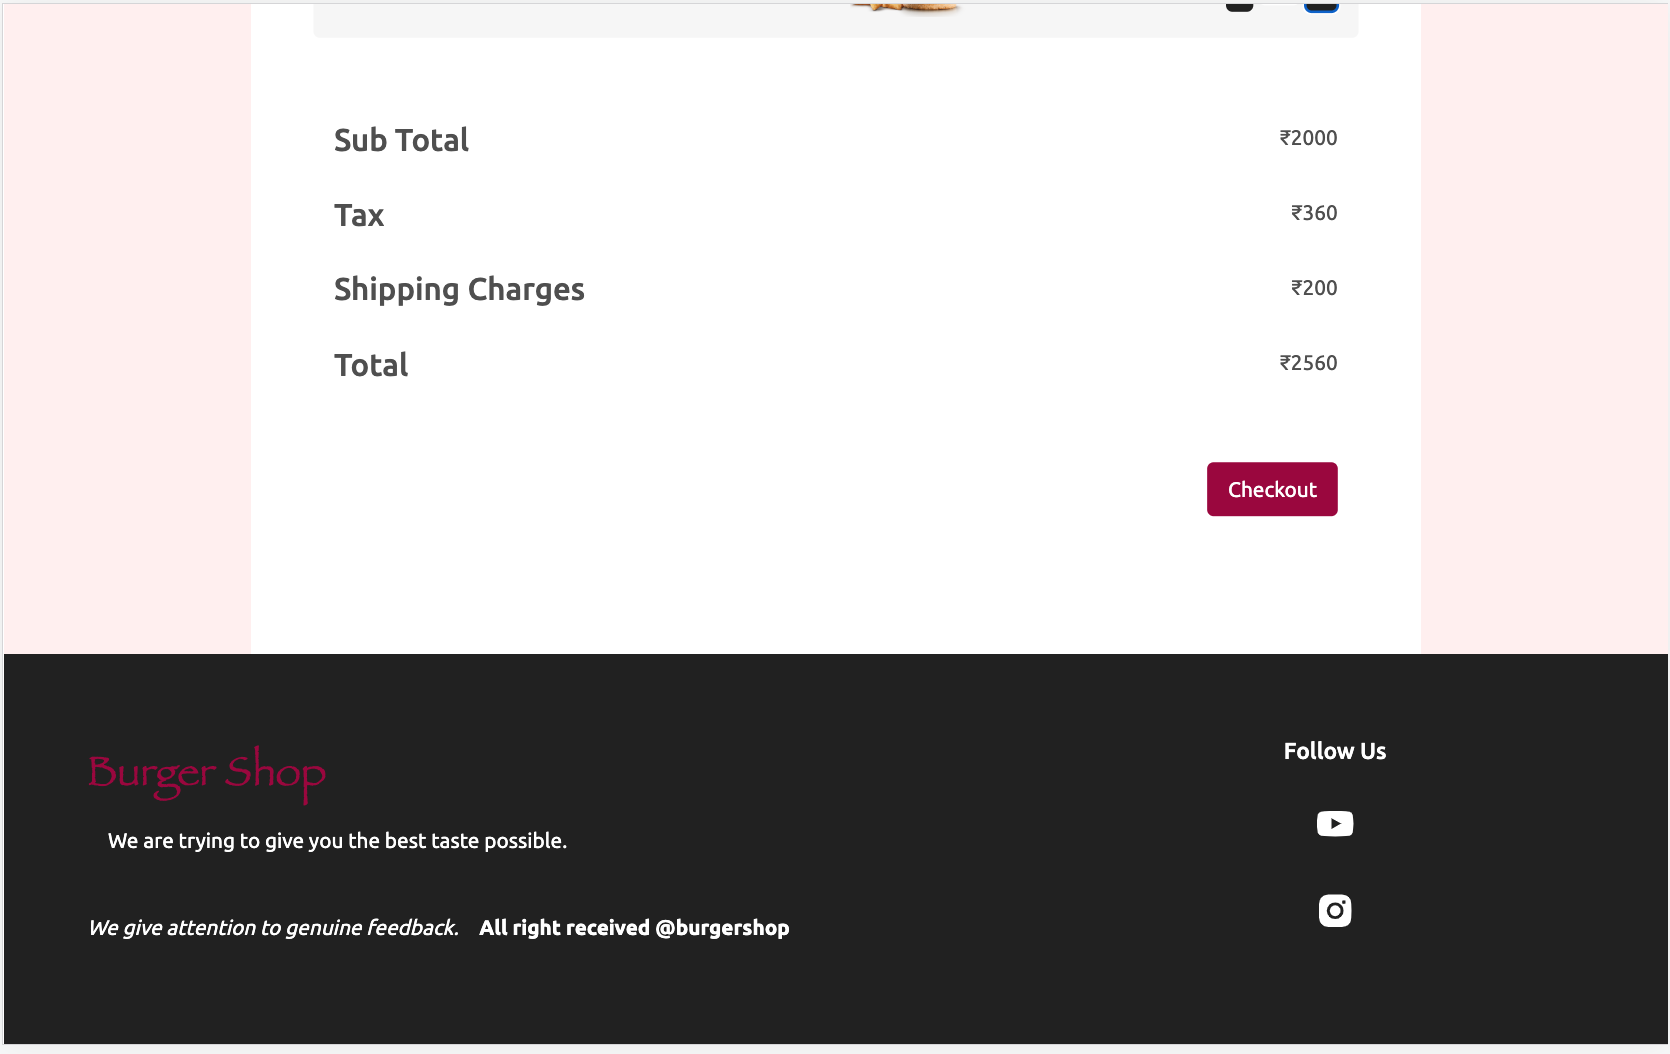 Sub Total ₹2000
Tax ₹360
Shipping Charges ₹200
Total ₹2560
Checkout
Burger Shop
We are trying to give you the best taste possible.
We give attention to genuine feedback. All right received @burgershop
Follow Us